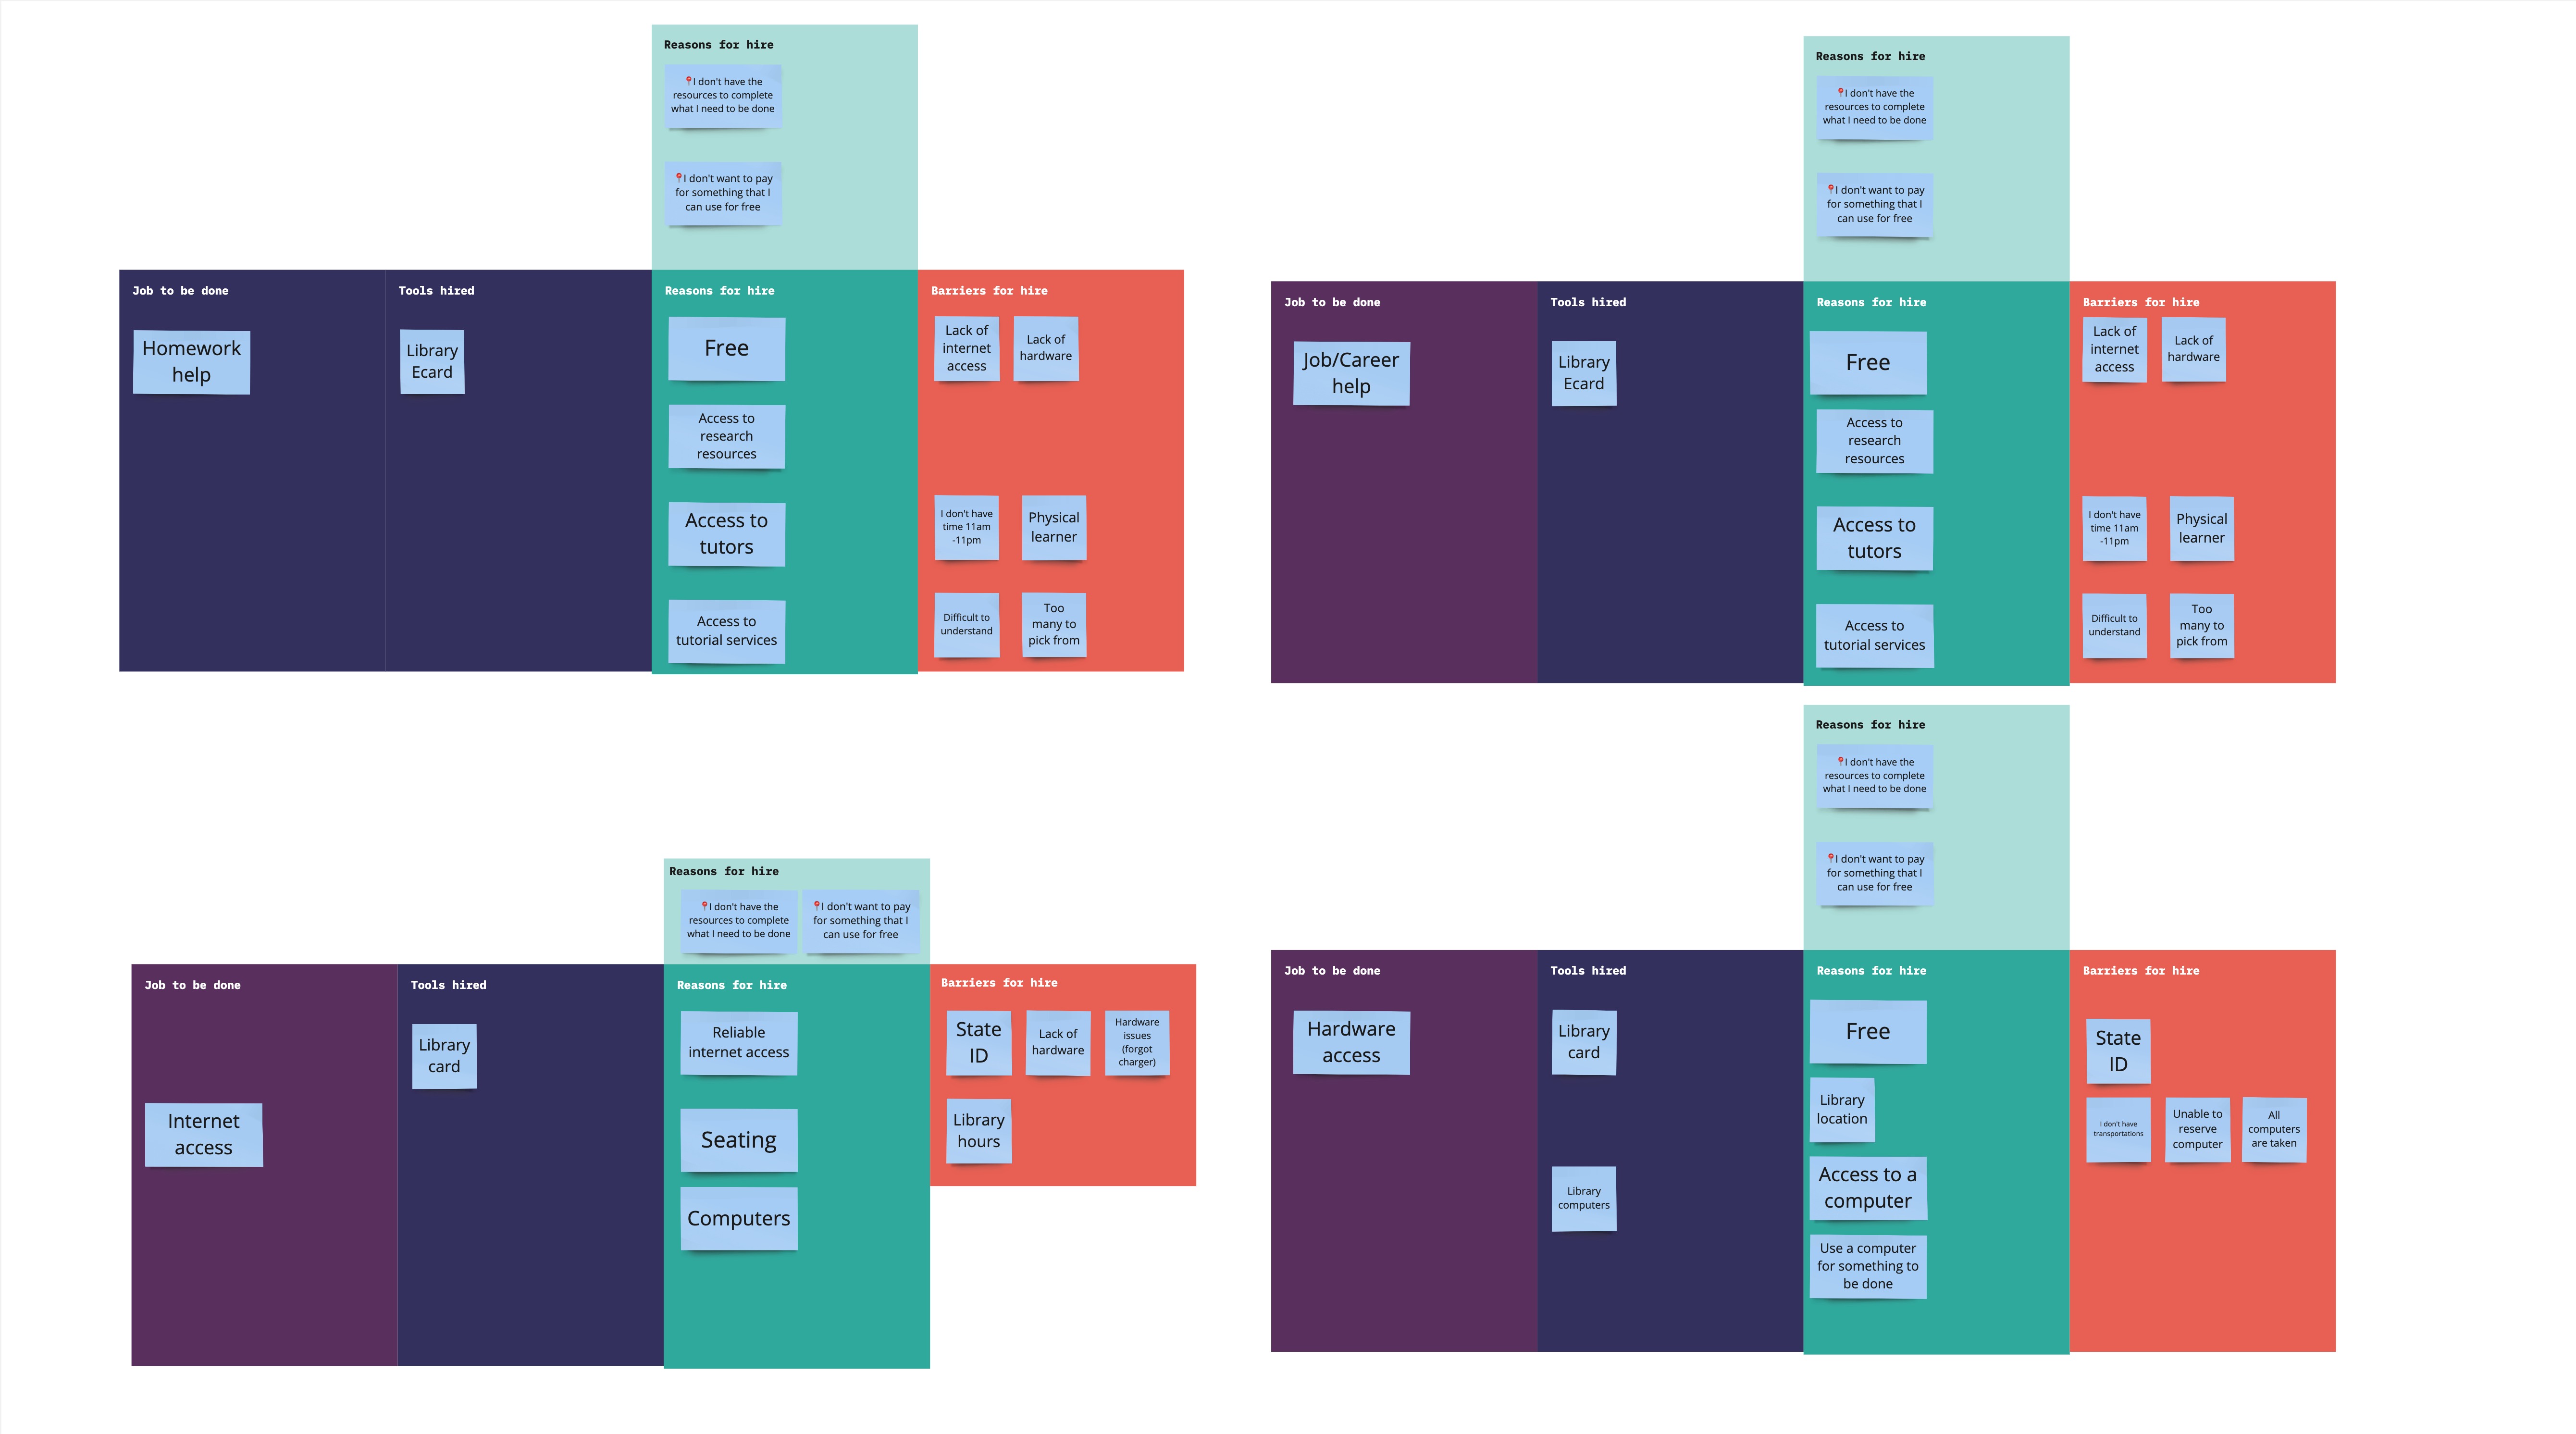 Reasons for hire
📍I don't have the
resources to complete
what I need to be done
📍I don't want to pay
for something that I
can use for free
Job to be done
Homework
help
Tools hired
Library
Ecard
Reasons for hire
Free
Access to
research
resources
Access to
tutors
Access to
tutorial services
Barriers for hire
Lack of
internet
access
Lack of
hardware
I don't have
time 11am
-11pm
Physical
learner
Difficult to
understand
Too
many to
pick from
Reasons for hire
📍I don't have the
resources to complete
what I need to be done
📍I don't want to pay
for something that I
can use for free
Job to be done
Job/Career
help
Tools hired
Library
Ecard
Reasons for hire
Free
Access to
research
resources
Access to
tutors
Access to
tutorial services
Barriers for hire
Lack of
internet
access
Lack of
hardware
I don't have
time 11am
-11pm
Physical
learner
Difficult to
understand
Too
many to
pick from
Reasons for hire
📍I don't have the
resources to complete
what I need to be done
📍I don't want to pay
for something that I
can use for free
Job to be done
Internet
access
Tools hired
Library
card
Reasons for hire
Reliable
internet access
Seating
Computers
Barriers for hire
State
ID
Lack of
hardware
Hardware
issues
(forgot
charger)
Library
hours
Reasons for hire
📍I don't have the
resources to complete
what I need to be done
📍I don't want to pay
for something that I
can use for free
Job to be done
Hardware
access
Tools hired
Library
card
Library
computers
Reasons for hire
Free
Library
location
Access to a
computer
Use a computer
for something to
be done
Barriers for hire
State
ID
I don't have
transportations
Unable to
reserve
computer
All
computers
are taken